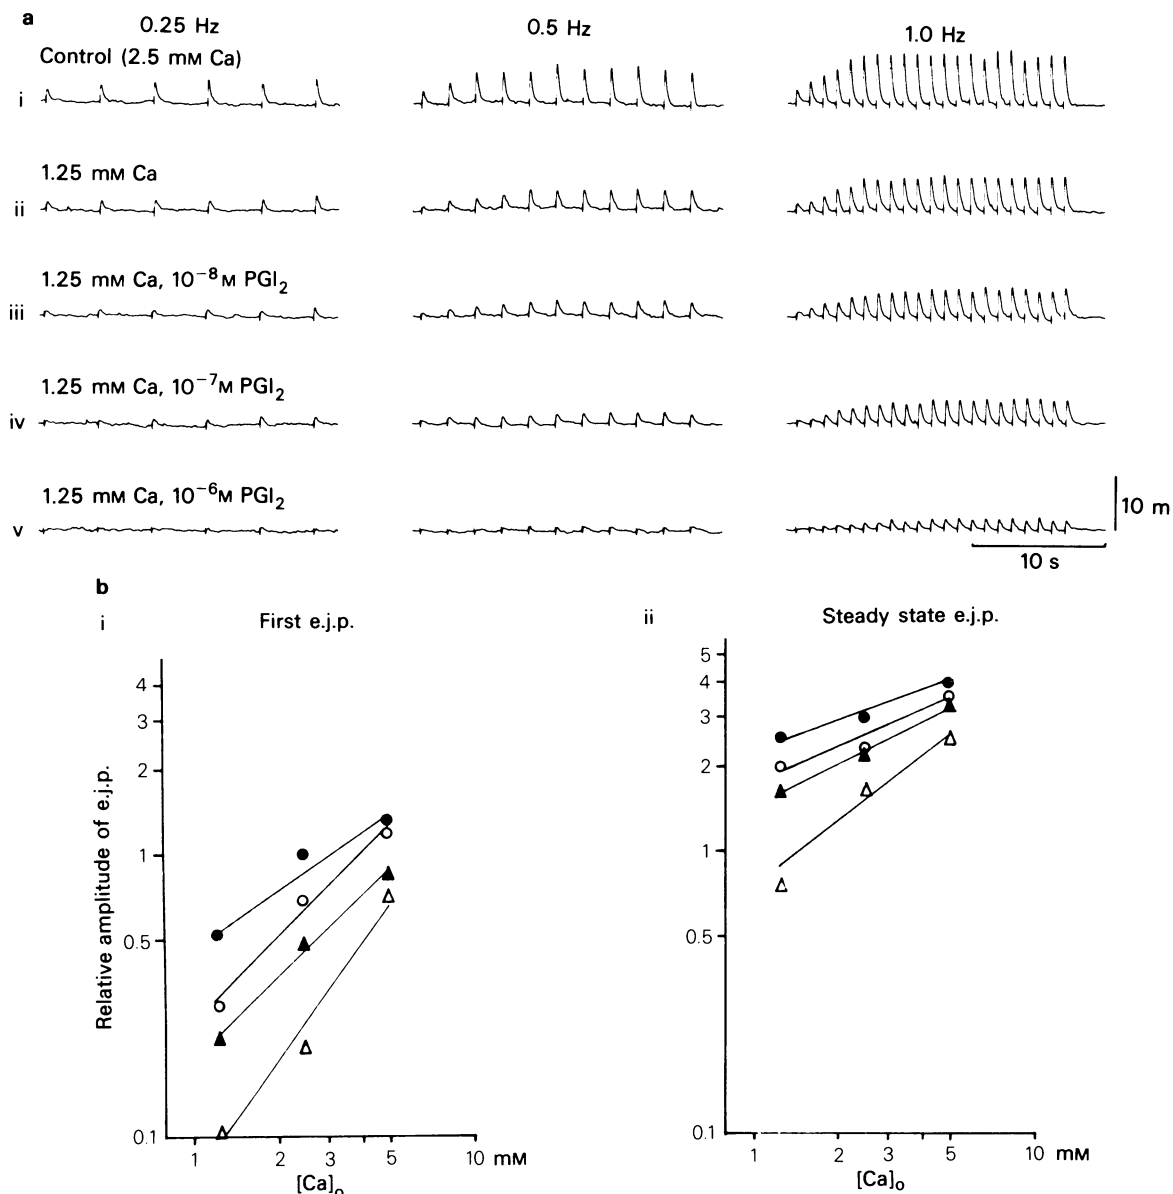 a
0.25 Hz
0.5 Hz
1.0 Hz
Control (2.5 mM Ca)
i
1.25 mM Ca
ii
1.25 mM Ca, 10⁻⁸M PGI₂
iii
1.25 mM Ca, 10⁻⁷M PGI₂
iv
1.25 mM Ca, 10⁻⁶M PGI₂
v
10 m
10 s
b
i
First e.j.p.
Relative amplitude of e.j.p.
4
3
2
1
0.5
0.1
1
2
3
5
10 mM
[Ca]ₒ
ii
Steady state e.j.p.
5
4
3
2
1
0.5
0.1
1
2
3
5
10 mM
[Ca]ₒ